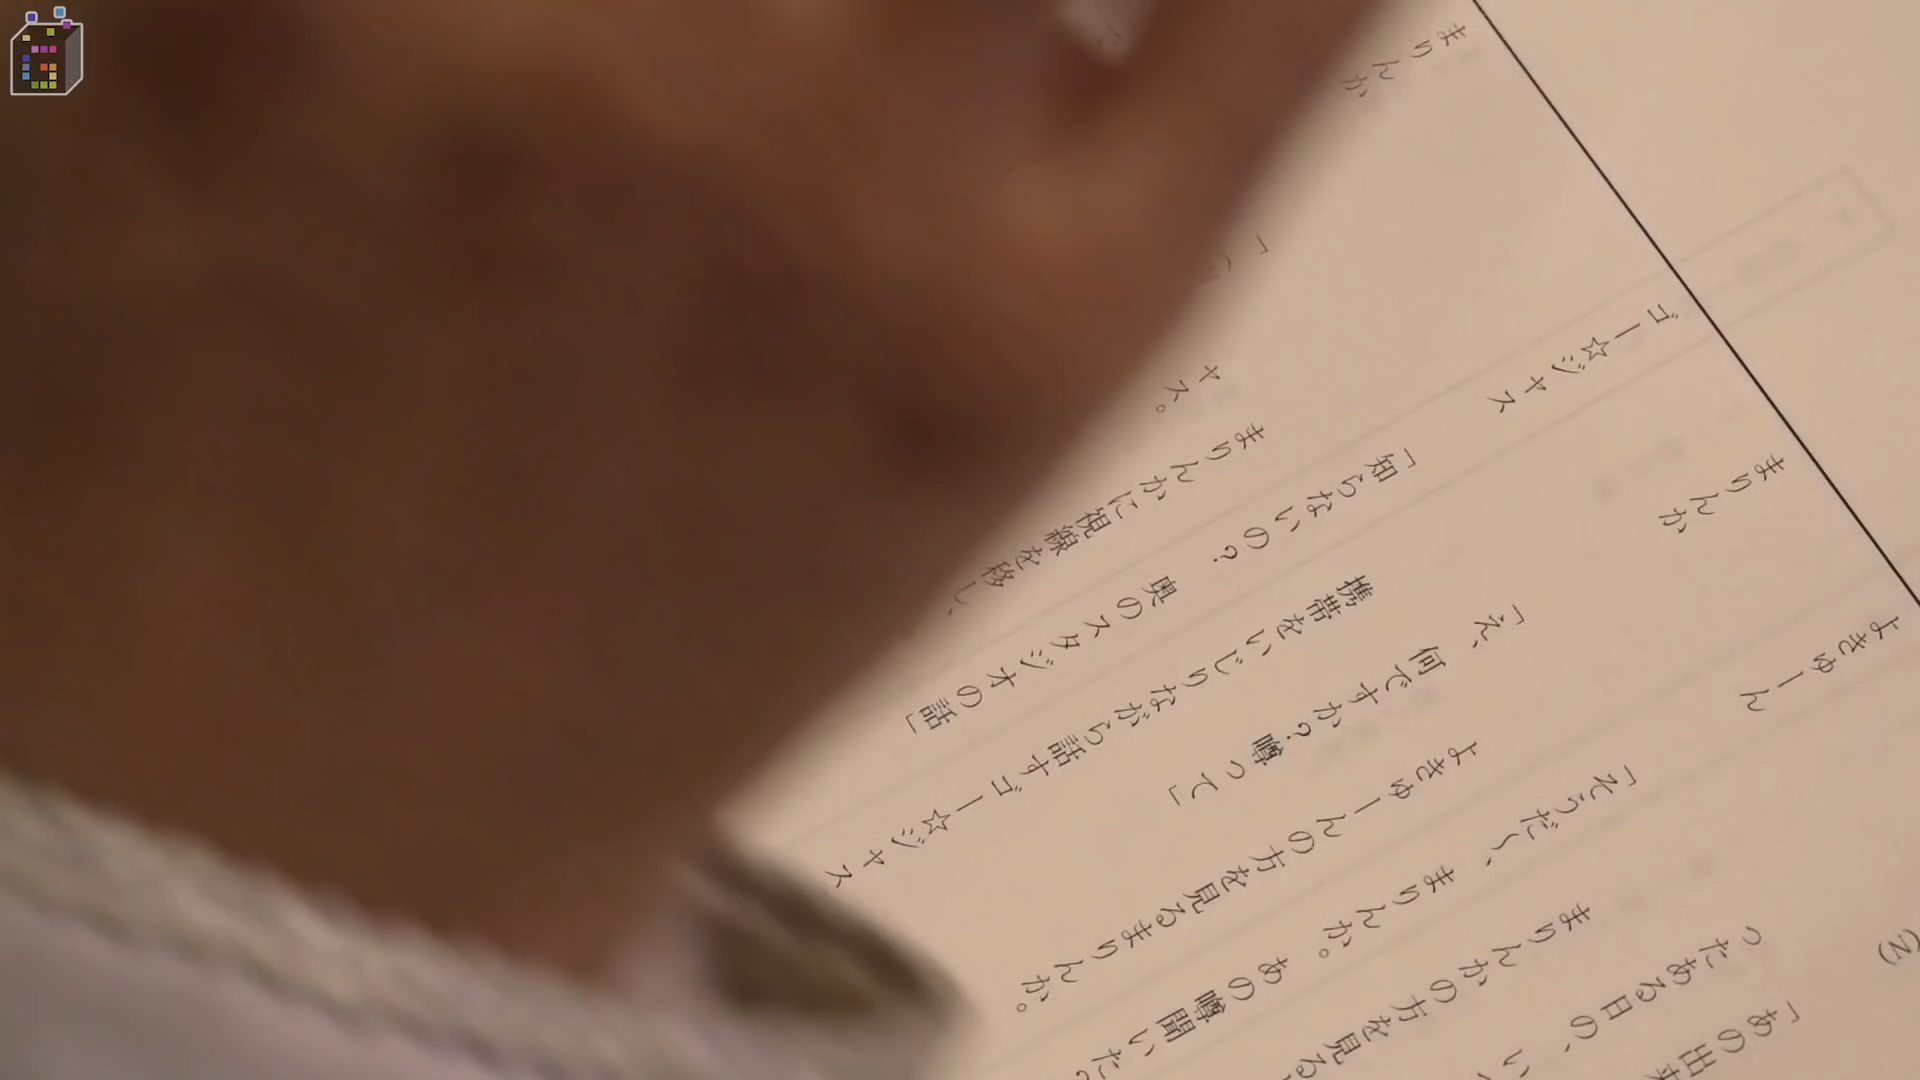 「あの出
ったある日の、い
まりんかの方を見る
よきゅーん 「そうだ〜、まりんか。あの噂聞いた？
よきゅーんの方を見るまりんか。
まりんか 「え、何ですか？噂って」
携帯をいじりながら話すゴー☆ジャス
ゴー☆ジャス 「知らないの？ 奥のスタジオの話」
まりんかに視線を移し、
ャス。
まりんか